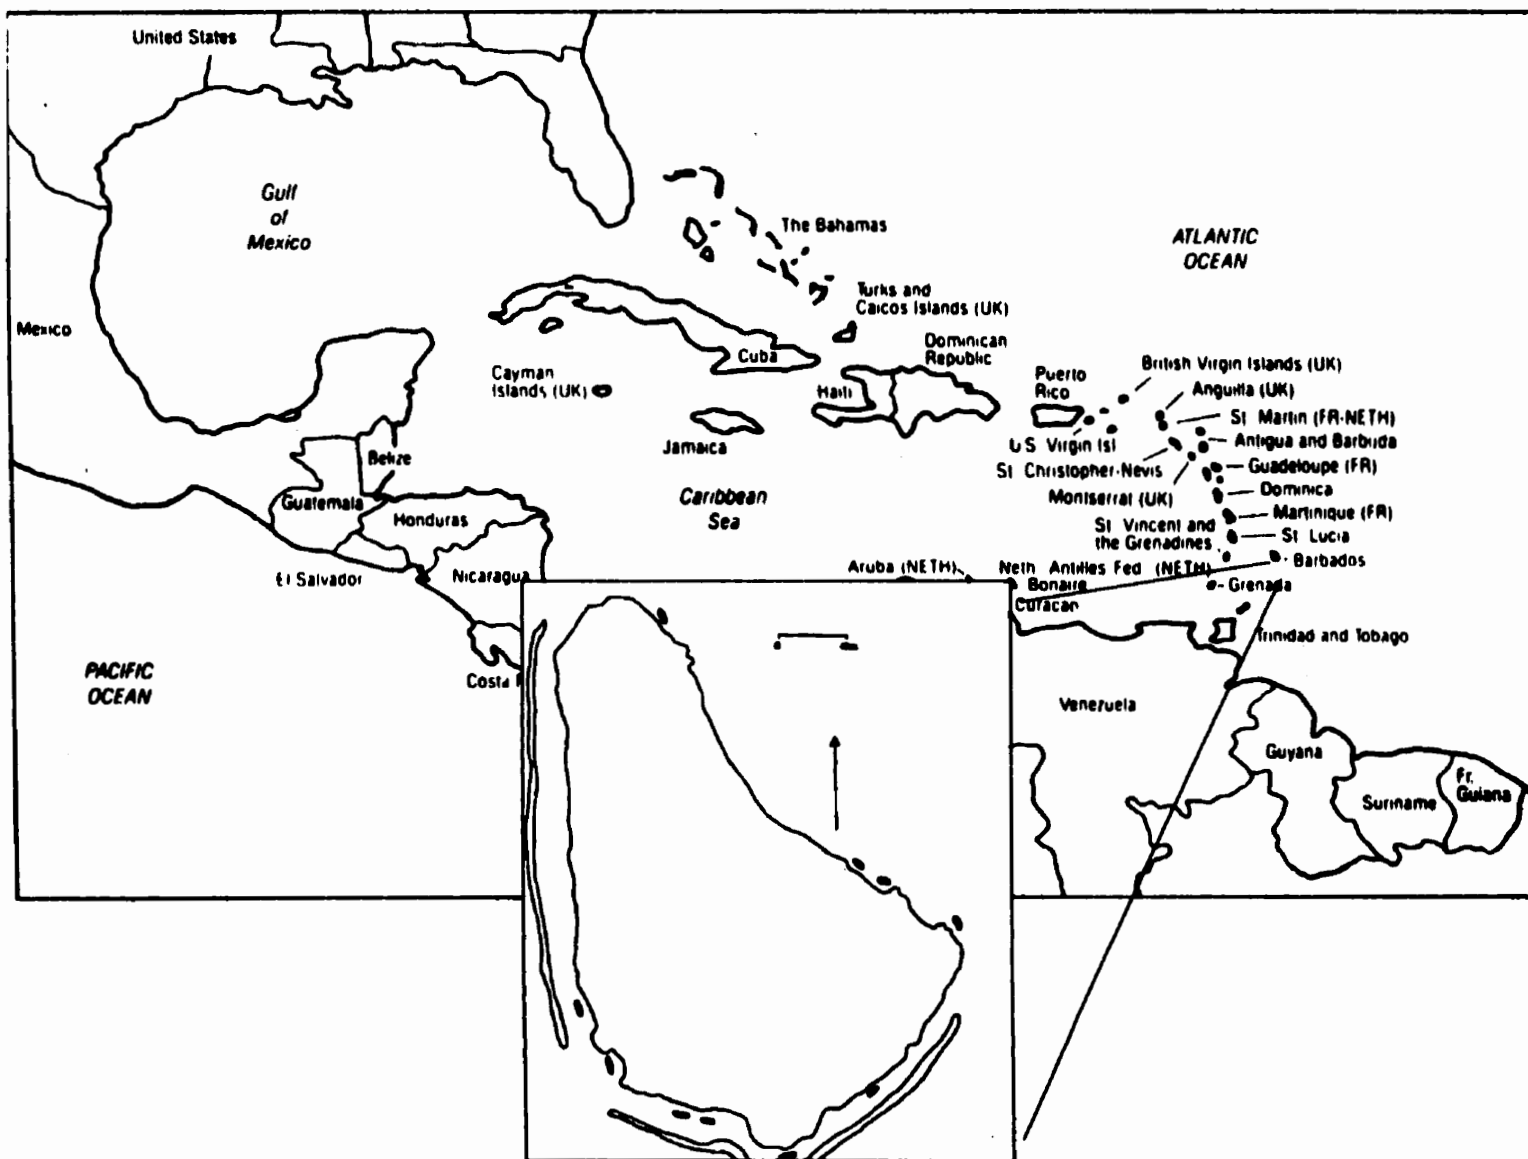 United States
Gulf
of
Mexico
The Bahamas
ATLANTIC
OCEAN
Turks and
Caicos Islands (UK)
Mexico
Cuba
Dominican
Republic
Cayman
Islands (UK)
Haiti
Puerto
Rico
British Virgin Islands (UK)
Anguilla (UK)
St Martin (FR-NETH)
Jamaica
US Virgin Isl
Antigua and Barbuda
Belize
St Christopher-Nevis
Guadeloupe (FR)
Guatemala
Caribbean
Sea
Montserrat (UK)
Dominica
Honduras
Martinique (FR)
St Vincent and
the Grenadines
St Lucia
El Salvador
Nicaragua
Aruba (NETH)
Neth Antilles Fed (NETH)
Barbados
Bonaire
Grenada
Curacan
Trinidad and Tobago
PACIFIC
OCEAN
Costa
Venezuela
Guyana
Suriname
Fr.
Guiana